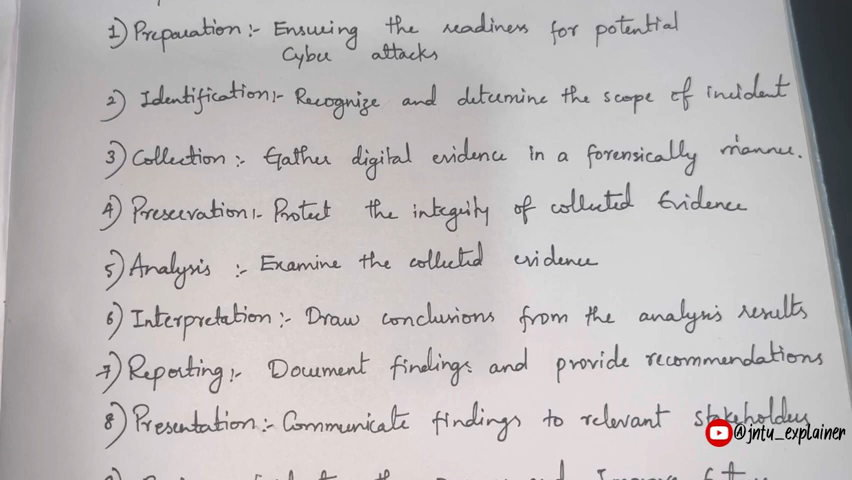 1) Preparation :- Ensuring the readiness for potential
Cyber attacks
2) Identification :- Recognize and determine the scope of incident
3) Collection :- Gather digital evidence in a forensically manner.
4) Preservation :- Protect the integrity of collected Evidence
5) Analysis :- Examine the collected evidence
6) Interpretation :- Draw conclusions from the analysis results
7) Reporting :- Document findings and provide recommendations
8) Presentation :- Communicate findings to relevant stakeholders
@jntu_explainer